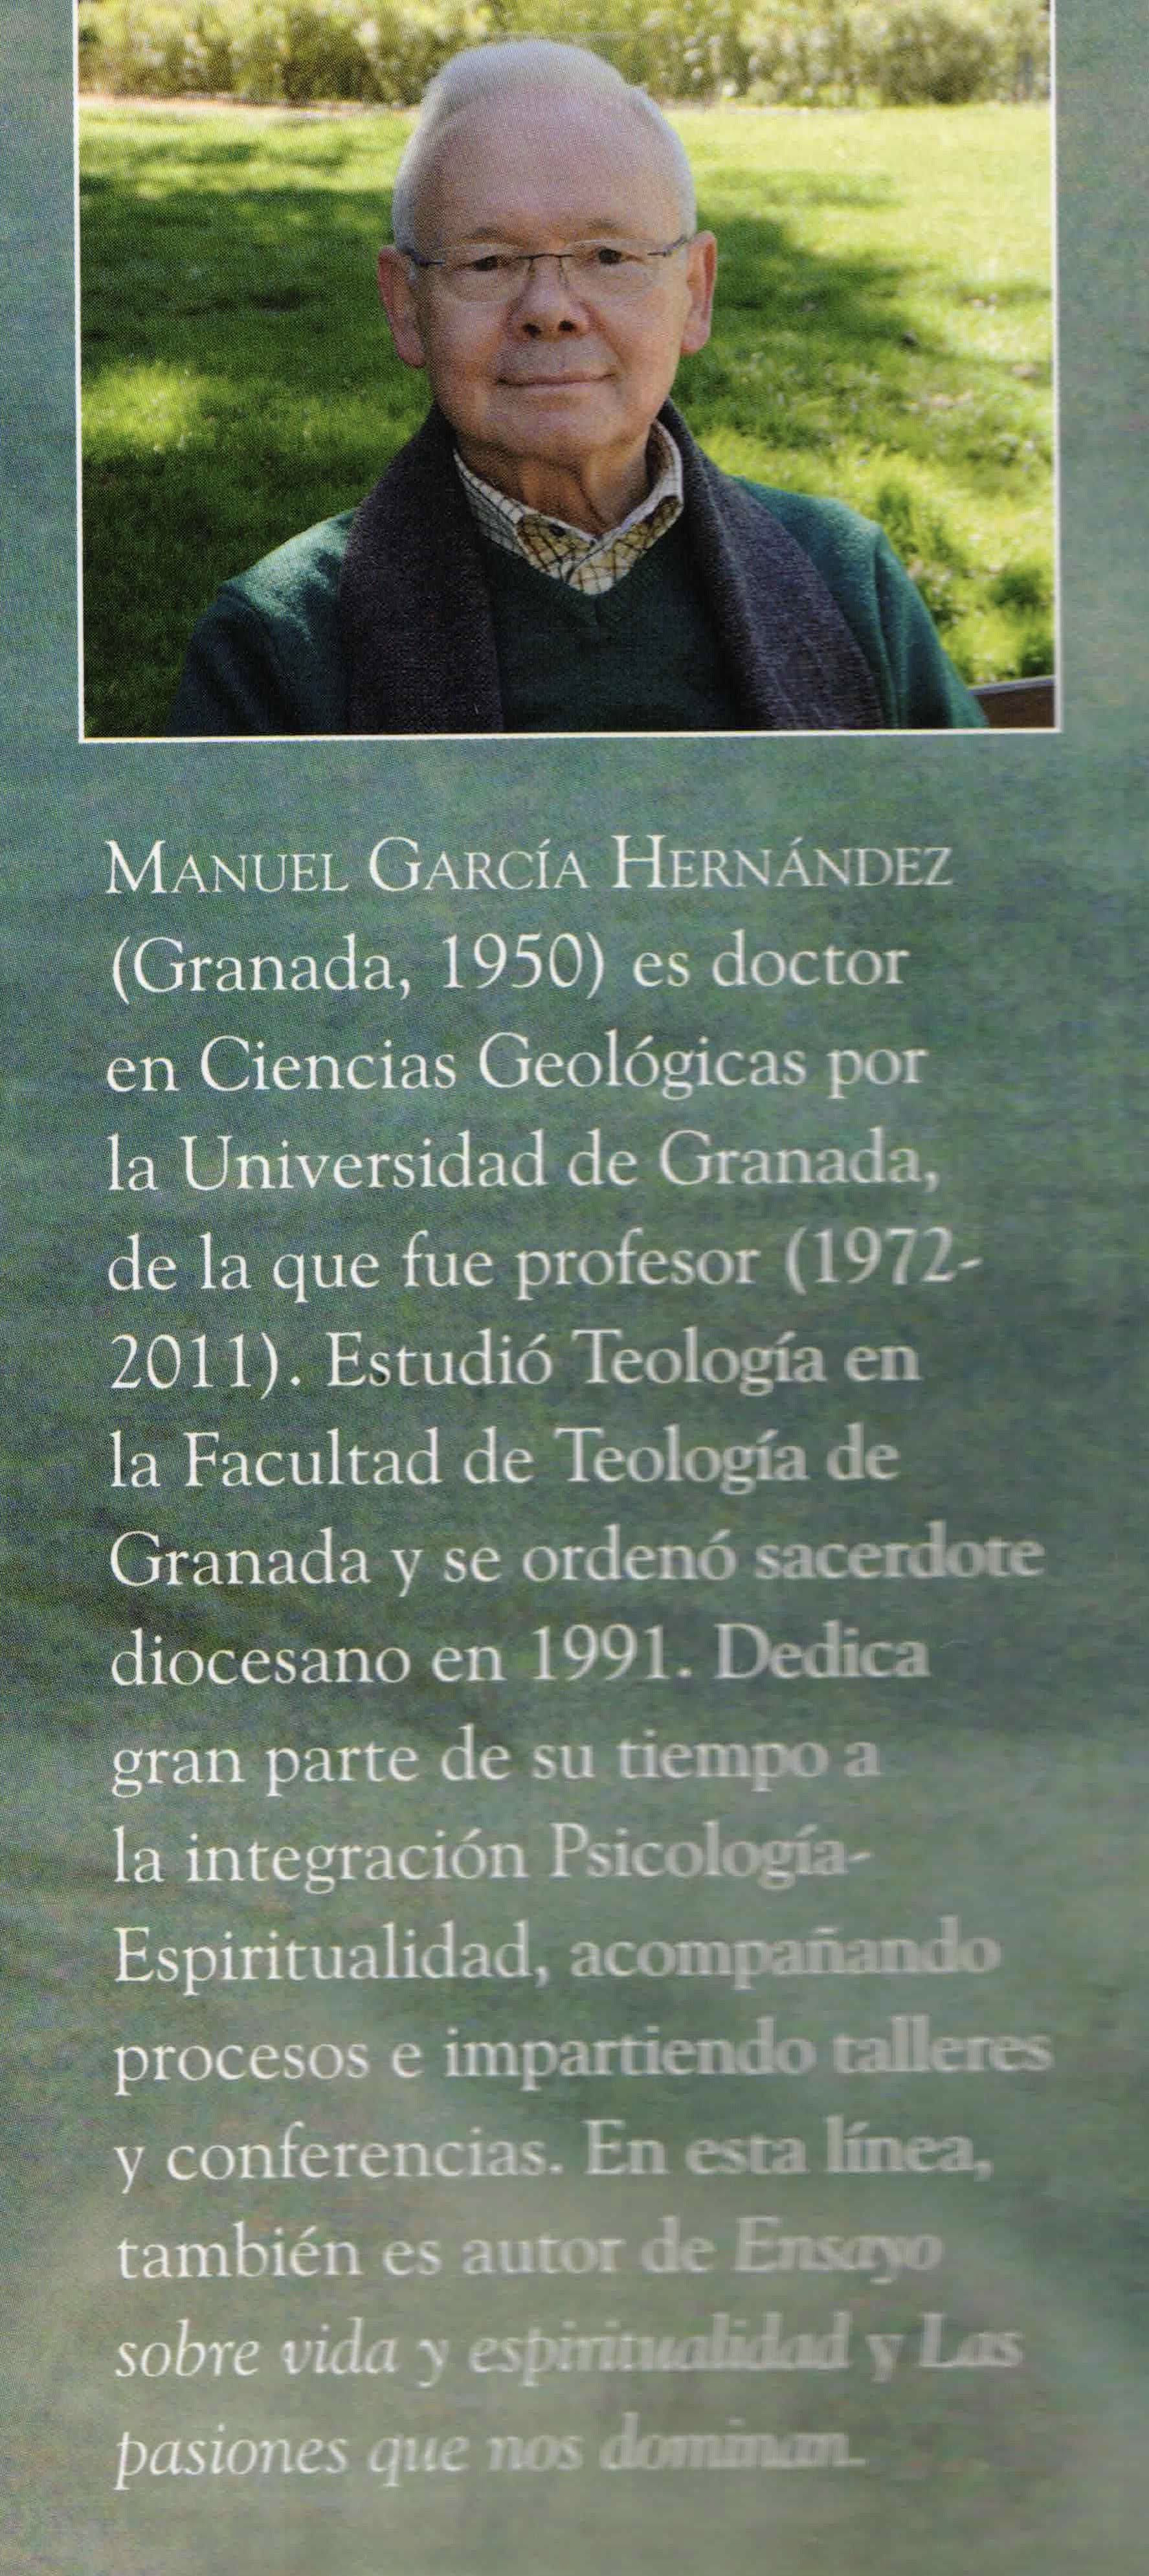 MANUEL GARCÍA HERNÁNDEZ
(Granada, 1950) es doctor
en Ciencias Geológicas por
la Universidad de Granada,
de la que fue profesor (1972-
2011). Estudió Teología en
la Facultad de Teología de
Granada y se ordenó sacerdote
diocesano en 1991. Dedica
gran parte de su tiempo a
la integración Psicología-
Espiritualidad, acompañando
procesos e impartiendo talleres
y conferencias. En esta línea,
también es autor de Ensayo
sobre vida y espiritualidad y Las
pasiones que nos dominan.